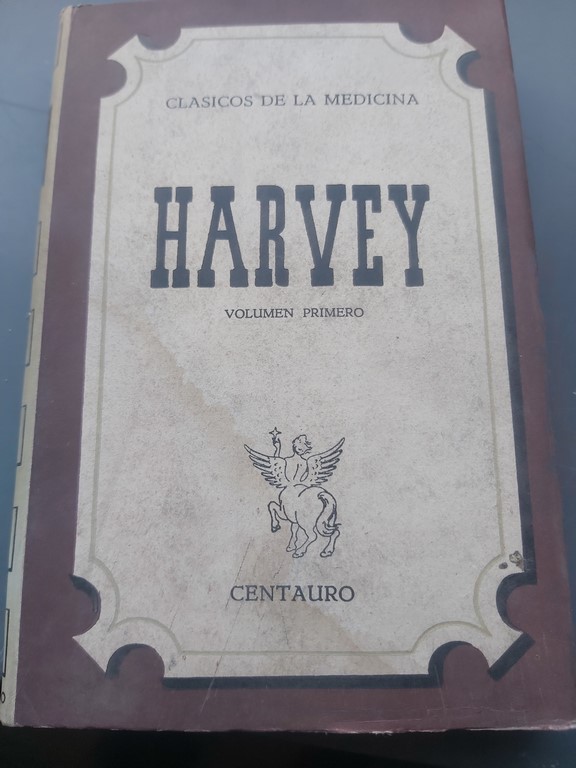 CLASICOS DE LA MEDICINA
HARVEY
VOLUMEN PRIMERO
CENTAURO